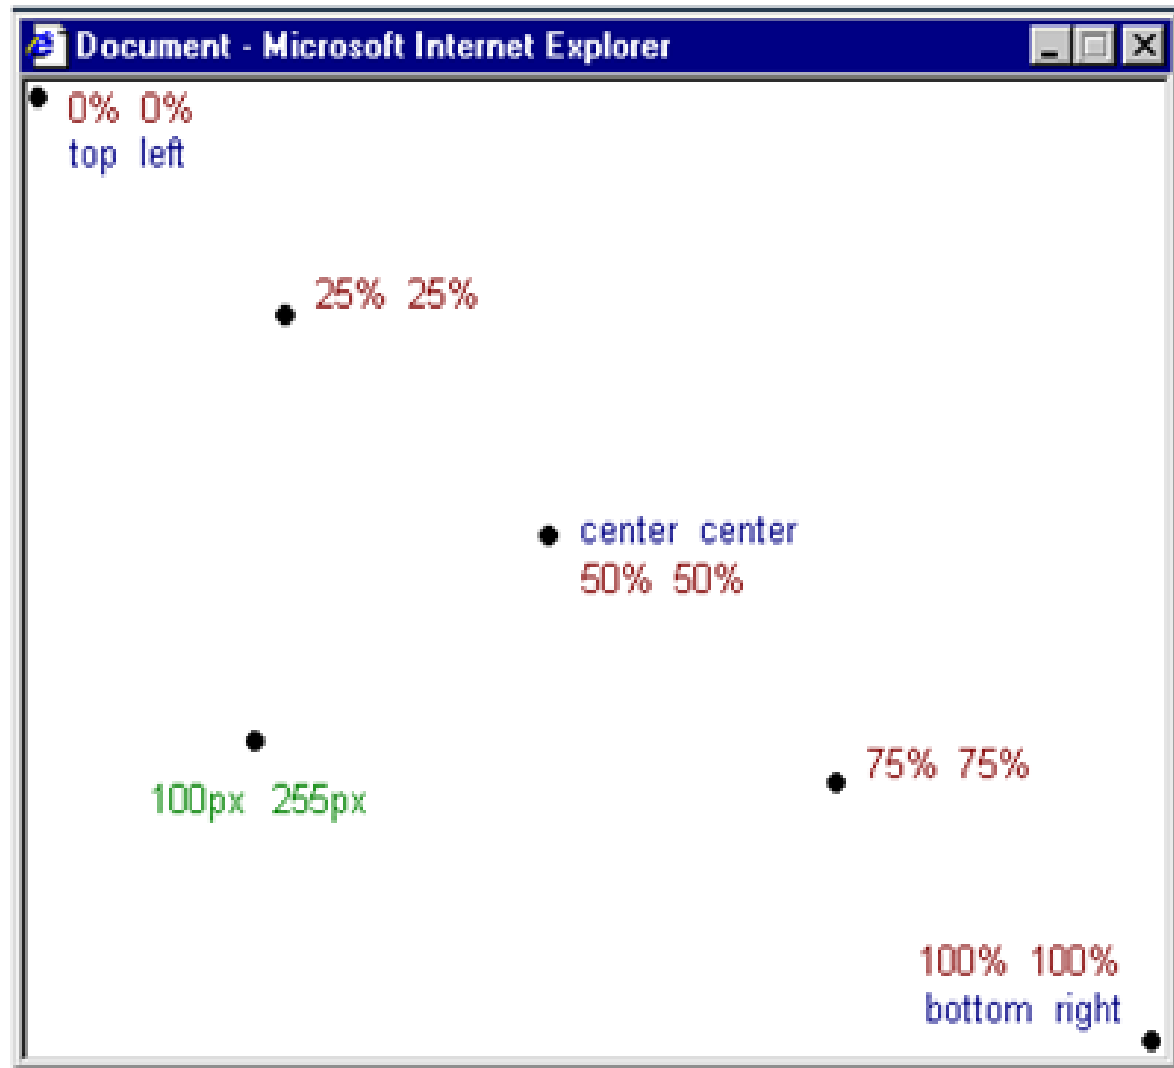 Document - Microsoft Internet Explorer
0% 0%
top left
25% 25%
center center
50% 50%
100px 255px
75% 75%
100% 100%
bottom right